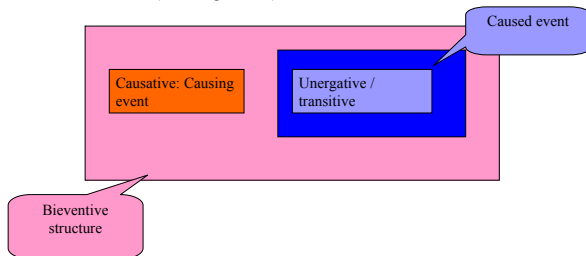 Caused event
Causative: Causing
event
Unergative /
transitive
Bieventive
structure